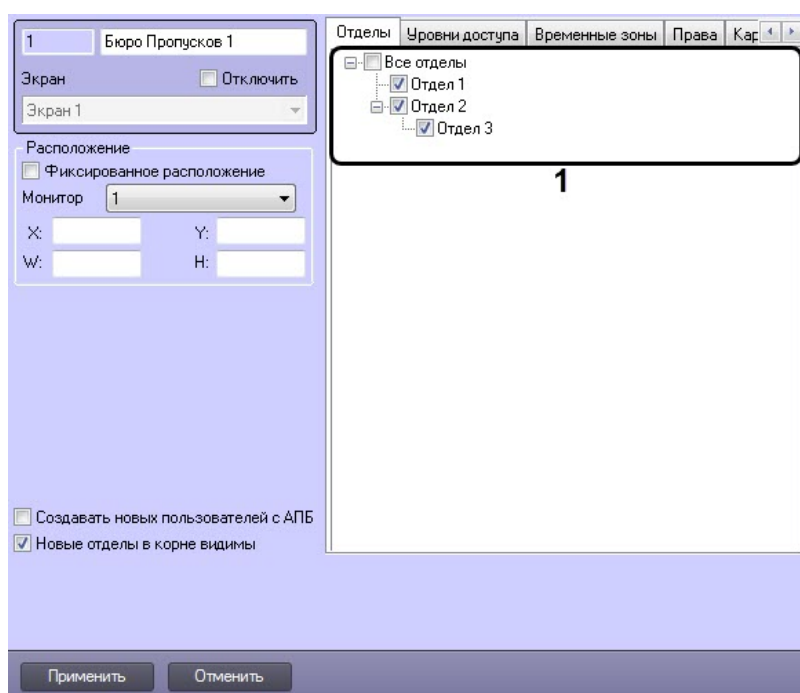 1 Бюро Пропусков 1
Экран Отключить
Экран 1
Расположение
Фиксированное расположение
Монитор 1
X: Y:
W: H:
Создавать новых пользователей с АПБ
Новые отделы в корне видимы
Отделы Уровни доступа Временные зоны Права Кар
Все отделы
Отдел 1
Отдел 2
Отдел 3
1
Применить Отменить